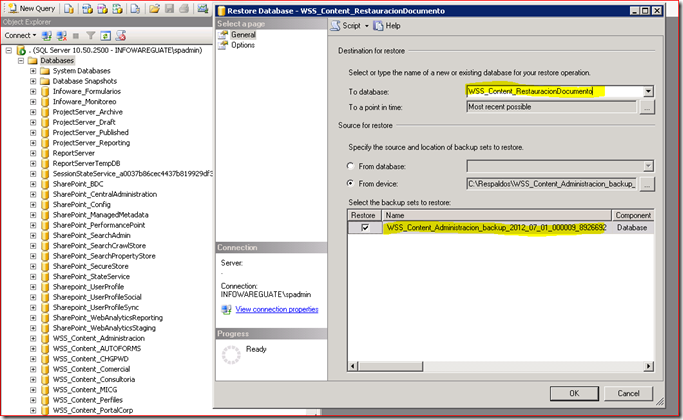 New Query
Object Explorer
Connect
. (SQL Server 10.50.2500 - INFOWAREGUATE\spadmin)
Databases
System Databases
Database Snapshots
Infoware_Formularios
Infoware_Monitoreo
ProjectServer_Archive
ProjectServer_Draft
ProjectServer_Published
ProjectServer_Reporting
ReportServer
ReportServerTempDB
SessionStateService_a0037b86cec4437b819929df3
SharePoint_BDC
SharePoint_CentralAdministration
SharePoint_Config
SharePoint_ManagedMetadata
SharePoint_PerformancePoint
SharePoint_SearchAdmin
SharePoint_SearchCrawlStore
SharePoint_SearchPropertyStore
SharePoint_SecureStore
SharePoint_StateService
SharePoint_UserProfile
SharePoint_UserProfileSocial
SharePoint_UserProfileSync
SharePoint_WebAnalyticsReporting
SharePoint_WebAnalyticsStaging
WSS_Content_Administracion
WSS_Content_AUTOFORMS
WSS_Content_CHGPWD
WSS_Content_Comercial
WSS_Content_Consultoria
WSS_Content_MICG
WSS_Content_Perfiles
WSS_Content_PortalCorp
Restore Database - WSS_Content_RestauracionDocumento
Select a page
General
Options
Connection
Server:
.
Connection:
INFOWAREGUATE\spadmin
View connection properties
Progress
Ready
Script
Help
Destination for restore
Select or type the name of a new or existing database for your restore operation.
To database:
WSS_Content_RestauracionDocumento
To a point in time:
Most recent possible
...
Source for restore
Specify the source and location of backup sets to restore.
From database:
From device:
C:\Respaldos\WSS_Content_Administracion_backup_
...
Select the backup sets to restore:
Restore Name Component
WSS_Content_Administracion_backup_2012_07_01_000009_8926692 Database
OK
Cancel